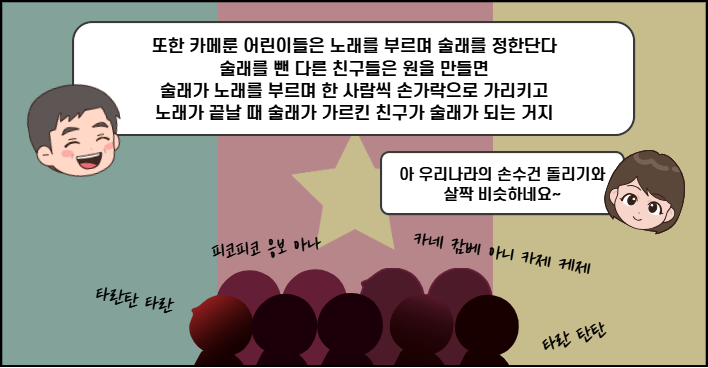 또한 카메룬 어린이들은 노래를 부르며 술래를 정한단다
술래를 뺀 다른 친구들은 원을 만들면
술래가 노래를 부르며 한 사람씩 손가락으로 가리키고
노래가 끝날 때 술래가 가르킨 친구가 술래가 되는 거지
아 우리나라의 손수건 돌리기와
살짝 비슷하네요~
피코피코 응보 아나
카네 캄베 아니 카제 케제
타란탄 타란
타란 탄탄